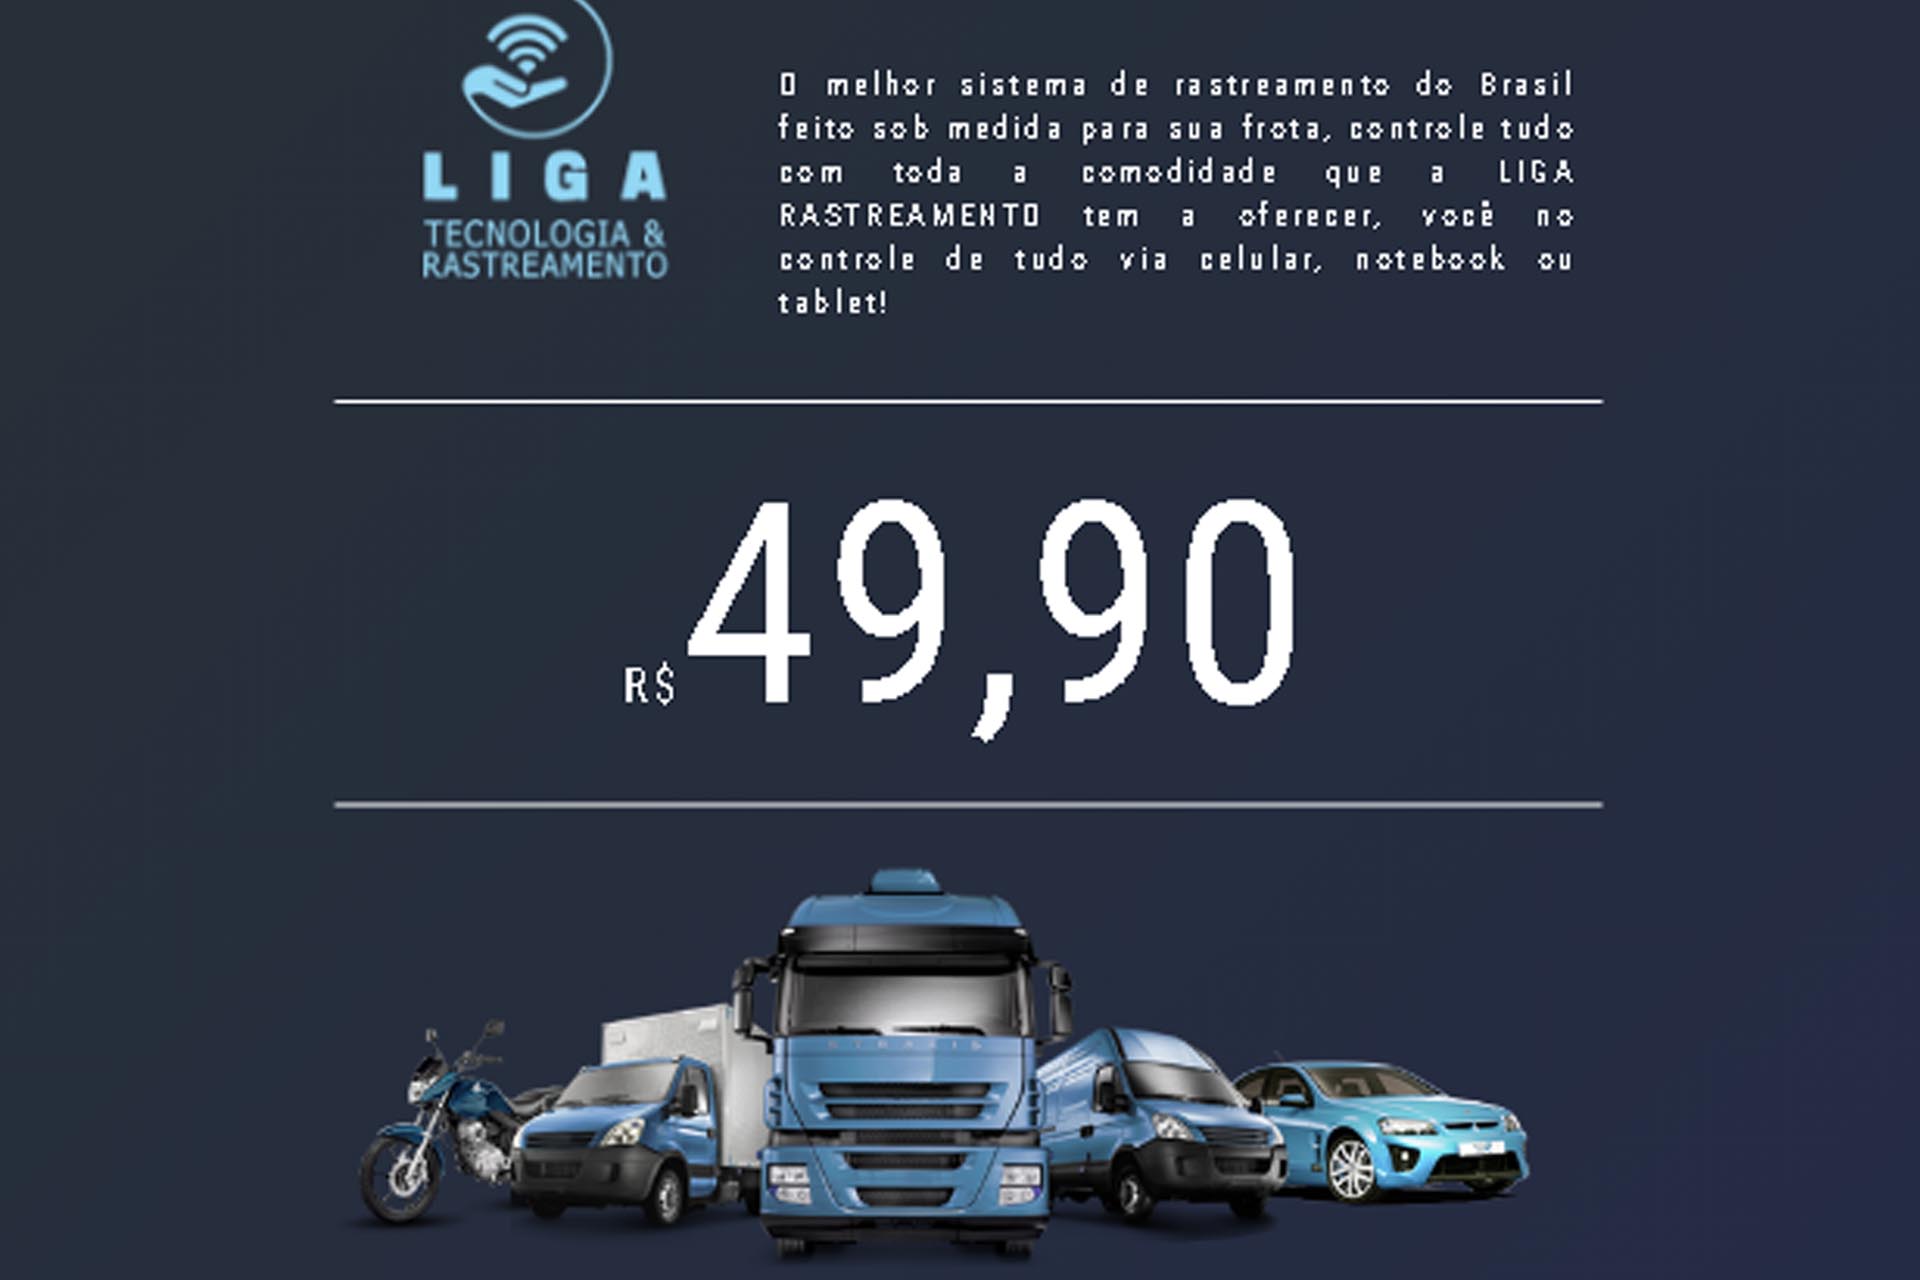 LIGA
TECNOLOGIA &
RASTREAMENTO
O melhor sistema de rastreamento do Brasil
feito sob medida para sua frota, controle tudo
com toda a comodidade que a LIGA
RASTREAMENTO tem a oferecer, você no
controle de tudo via celular, notebook ou
tablet!
R$49,90
STRALIS